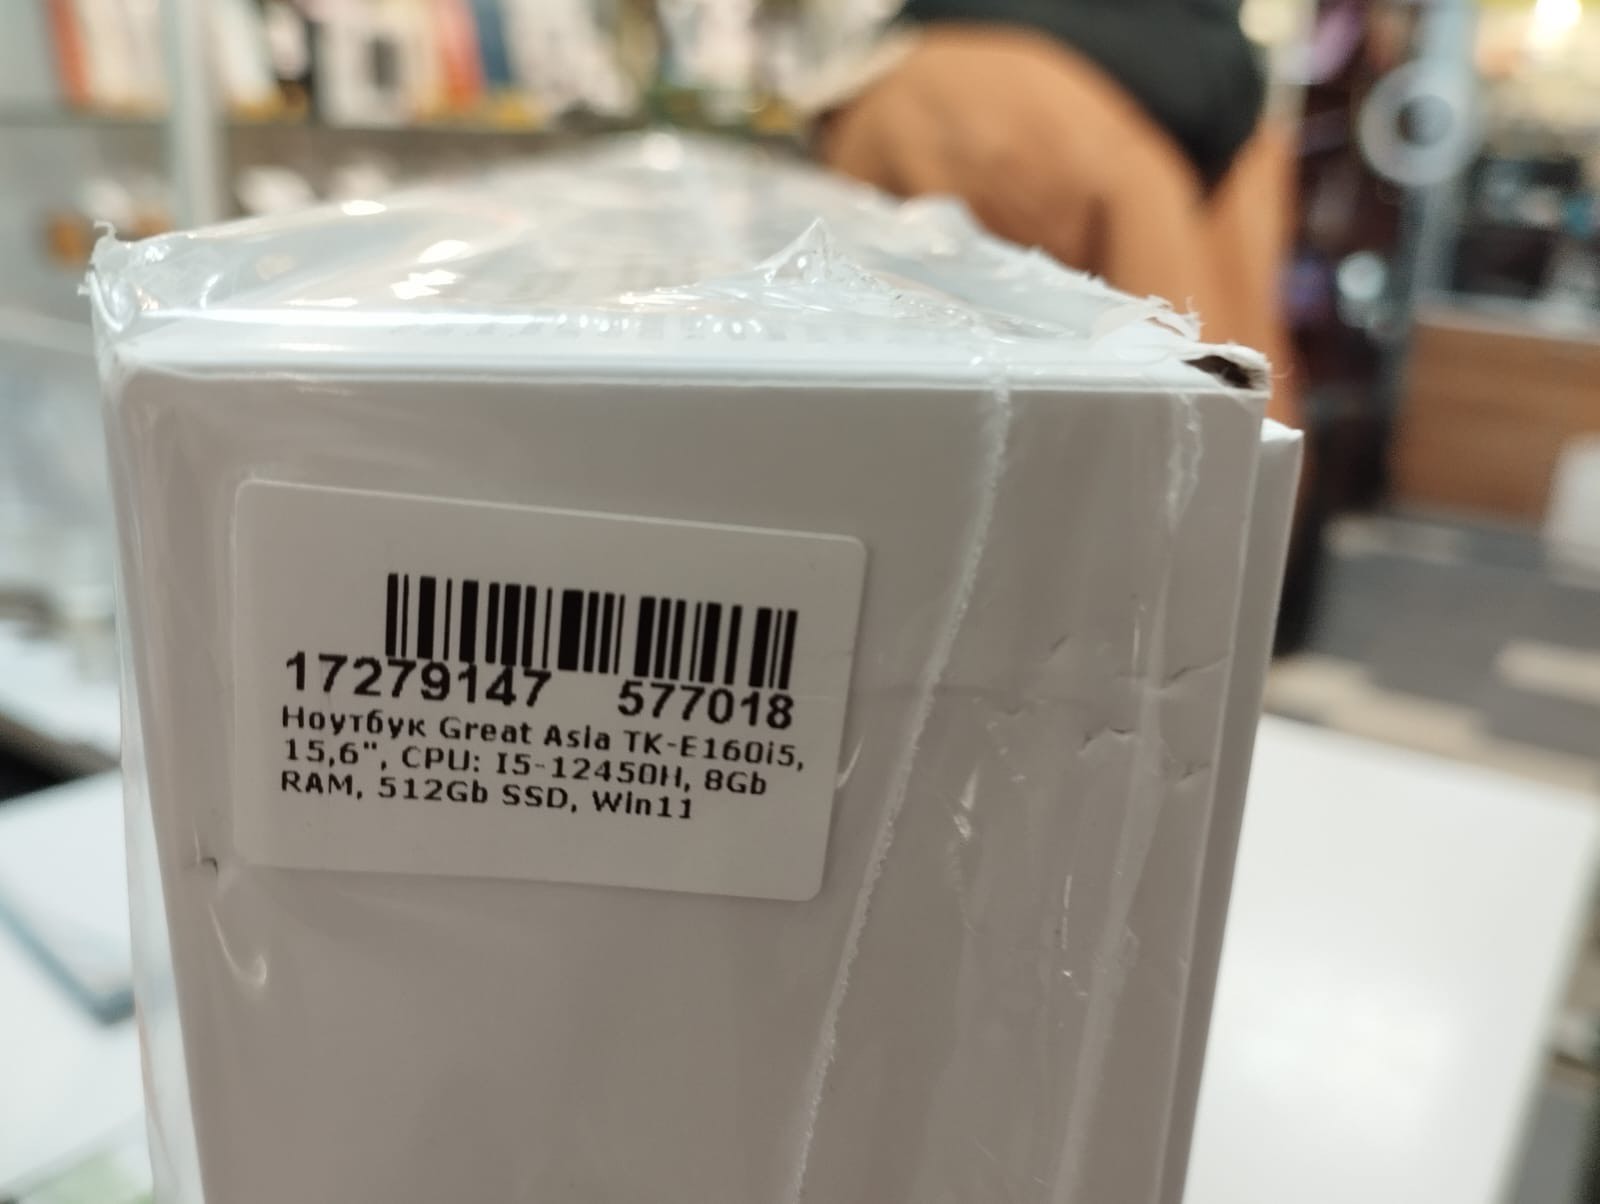 17279147 577018
Ноутбук Great Asia TK-E160i5,
15,6", CPU: I5-12450H, 8Gb
RAM, 512Gb SSD, Win11